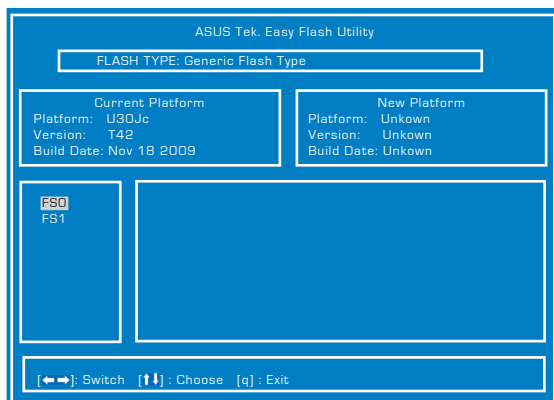 ASUS Tek. Easy Flash Utility
FLASH TYPE: Generic Flash Type
Current Platform
Platform: U30Jc
Version: T42
Build Date: Nov 18 2009
New Platform
Platform: Unkown
Version: Unkown
Build Date: Unkown
FS0
FS1
[←→]: Switch [↑↓] : Choose [q] : Exit